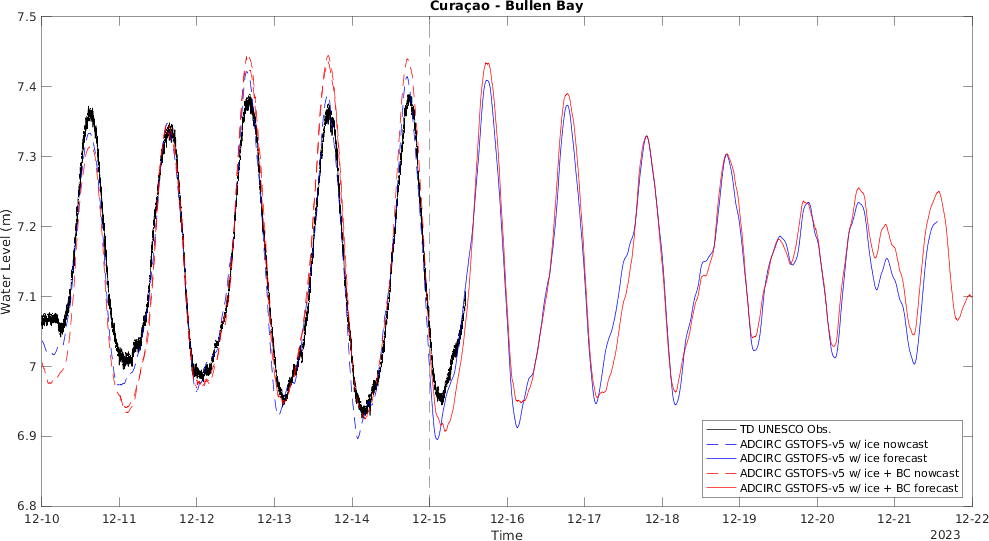 Curaçao - Bullen Bay
7.5
7.4
7.3
7.2
7.1
7
6.9
6.8
Water Level (m)
TD UNESCO Obs.
ADCIRC GSTOFS-v5 w/ ice nowcast
ADCIRC GSTOFS-v5 w/ ice forecast
ADCIRC GSTOFS-v5 w/ ice + BC nowcast
ADCIRC GSTOFS-v5 w/ ice + BC forecast
12-10 12-11 12-12 12-13 12-14 12-15 12-16 12-17 12-18 12-19 12-20 12-21 12-22
Time
2023